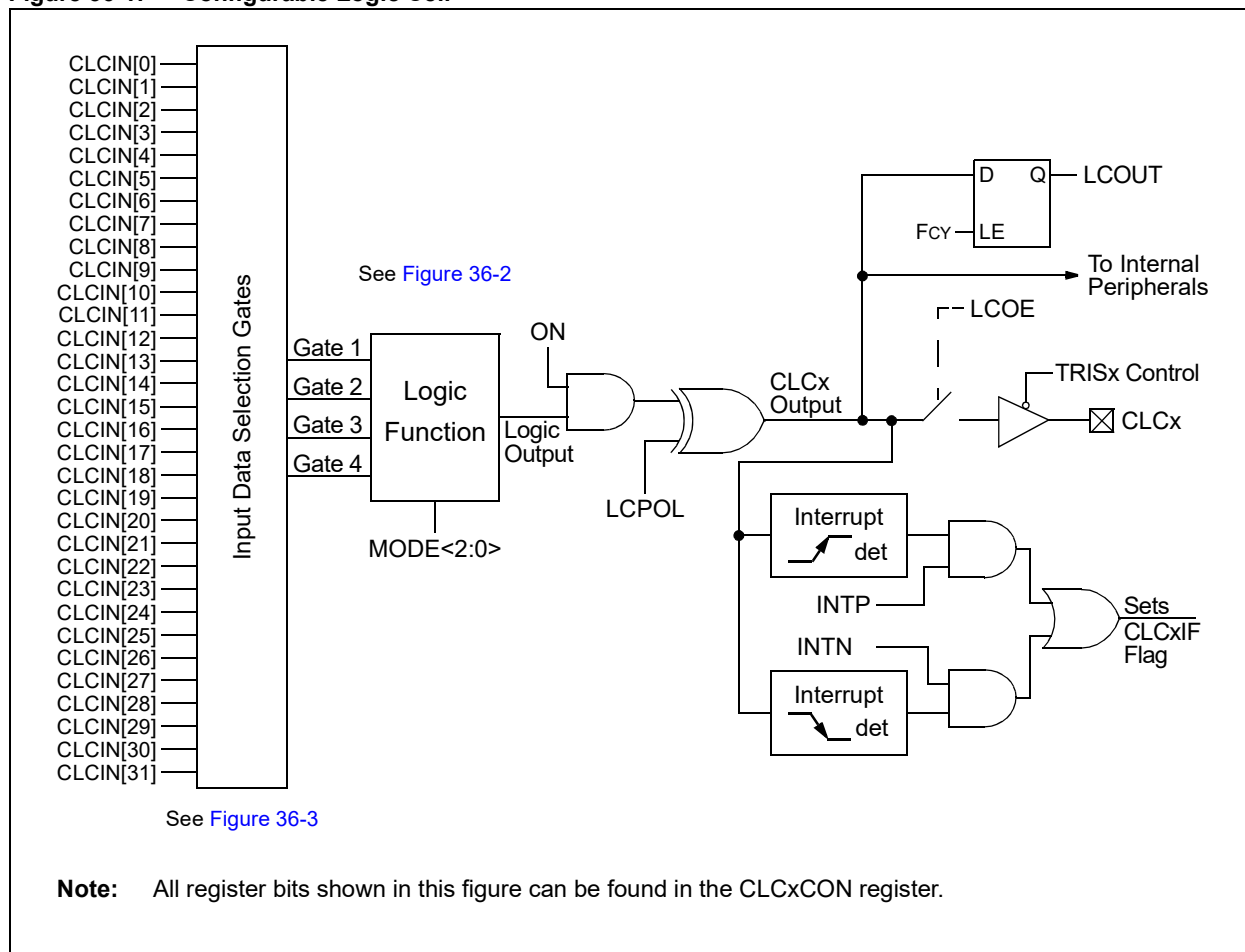 CLCIN[0]
CLCIN[1]
CLCIN[2]
CLCIN[3]
CLCIN[4]
CLCIN[5]
CLCIN[6]
CLCIN[7]
CLCIN[8]
CLCIN[9]
CLCIN[10]
CLCIN[11]
CLCIN[12]
CLCIN[13]
CLCIN[14]
CLCIN[15]
CLCIN[16]
CLCIN[17]
CLCIN[18]
CLCIN[19]
CLCIN[20]
CLCIN[21]
CLCIN[22]
CLCIN[23]
CLCIN[24]
CLCIN[25]
CLCIN[26]
CLCIN[27]
CLCIN[28]
CLCIN[29]
CLCIN[30]
CLCIN[31]
Input Data Selection Gates
See Figure 36-3
See Figure 36-2
Gate 1
Gate 2
Gate 3
Gate 4
Logic
Function
MODE<2:0>
Logic
Output
ON
LCPOL
CLCx
Output
D Q
LE
FCY
LCOUT
To Internal
Peripherals
LCOE
TRISx Control
CLCx
Interrupt
det
INTP
INTN
Interrupt
det
Sets
CLCxIF
Flag
Note: All register bits shown in this figure can be found in the CLCxCON register.